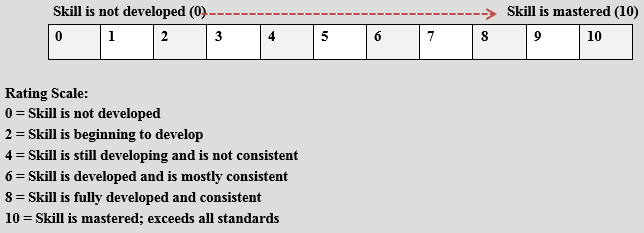 Skill is not developed (0) Skill is mastered (10)
0 1 2 3 4 5 6 7 8 9 10
Rating Scale:
0 = Skill is not developed
2 = Skill is beginning to develop
4 = Skill is still developing and is not consistent
6 = Skill is developed and is mostly consistent
8 = Skill is fully developed and consistent
10 = Skill is mastered; exceeds all standards